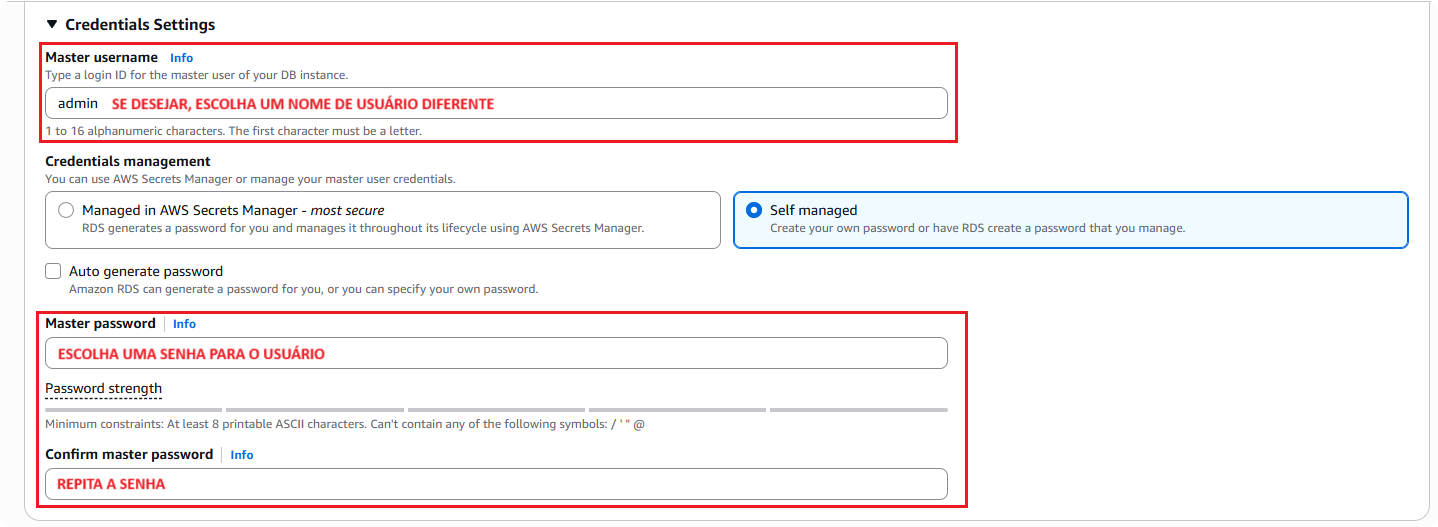 ▼ Credentials Settings
Master username Info
Type a login ID for the master user of your DB instance.
admin SE DESEJAR, ESCOLHA UM NOME DE USUÁRIO DIFERENTE
1 to 16 alphanumeric characters. The first character must be a letter.
Credentials management
You can use AWS Secrets Manager or manage your master user credentials.
Managed in AWS Secrets Manager - most secure
RDS generates a password for you and manages it throughout its lifecycle using AWS Secrets Manager.
Self managed
Create your own password or have RDS create a password that you manage.
Auto generate password
Amazon RDS can generate a password for you, or you can specify your own password.
Master password Info
ESCOLHA UMA SENHA PARA O USUÁRIO
Password strength
Minimum constraints: At least 8 printable ASCII characters. Can't contain any of the following symbols: / ' " @
Confirm master password Info
REPITA A SENHA